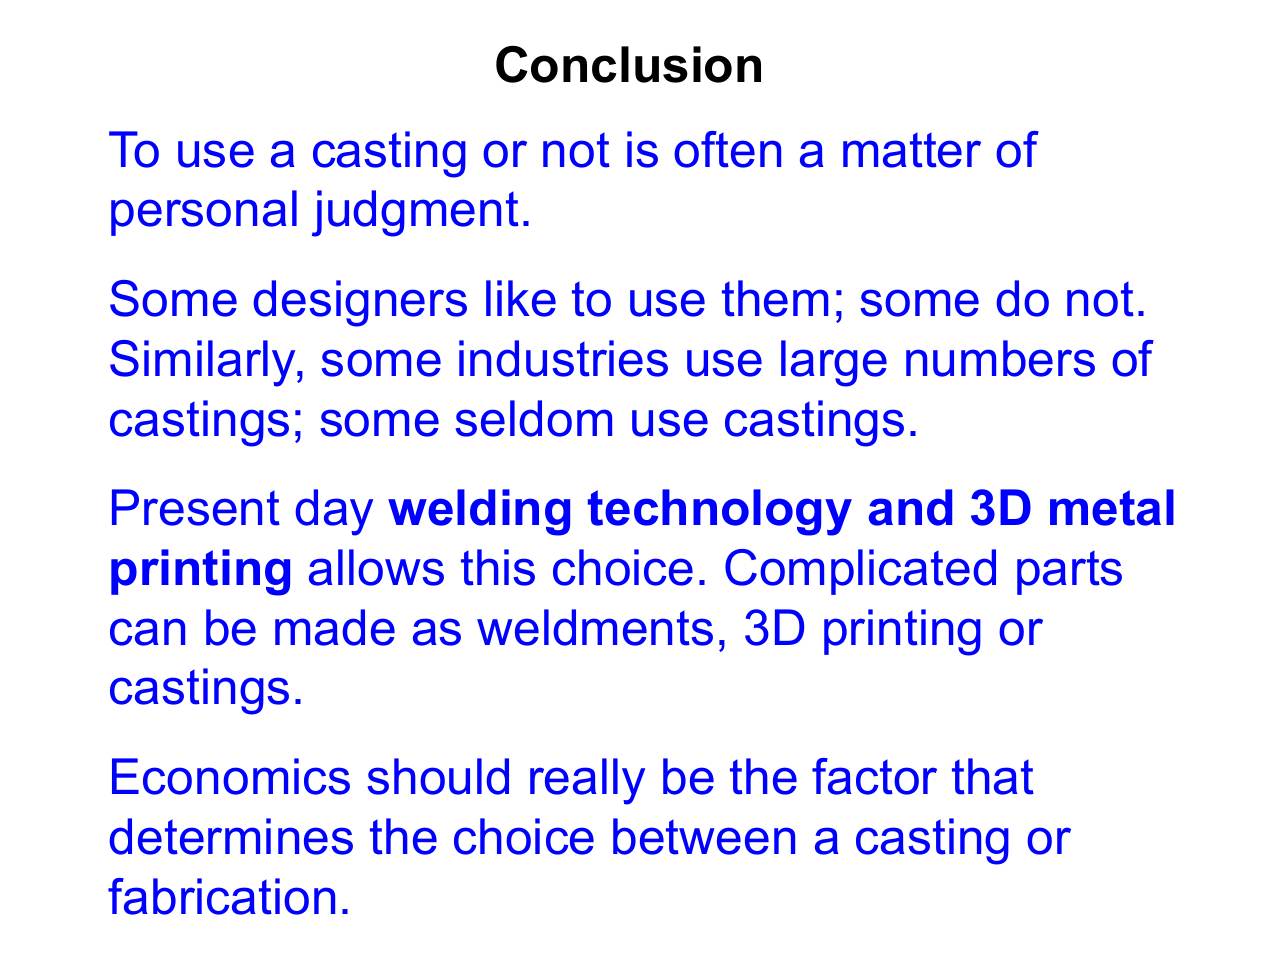 Conclusion
To use a casting or not is often a matter of
personal judgment.
Some designers like to use them; some do not.
Similarly, some industries use large numbers of
castings; some seldom use castings.
Present day welding technology and 3D metal
printing allows this choice. Complicated parts
can be made as weldments, 3D printing or
castings.
Economics should really be the factor that
determines the choice between a casting or
fabrication.